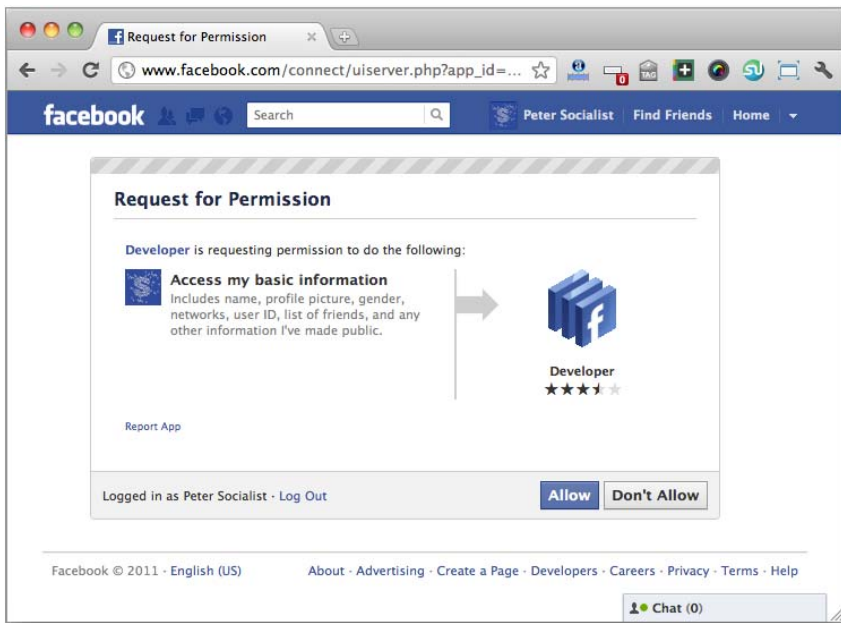 Request for Permission
www.facebook.com/connect/uiserver.php?app_id=...
0
TAG
facebook
Search
Peter Socialist
Find Friends
Home
Request for Permission
Developer is requesting permission to do the following:
Access my basic information
Includes name, profile picture, gender,
networks, user ID, list of friends, and any
other information I've made public.
Developer
Report App
Logged in as Peter Socialist · Log Out
Allow
Don't Allow
Facebook © 2011 · English (US)
About · Advertising · Create a Page · Developers · Careers · Privacy · Terms · Help
Chat (0)